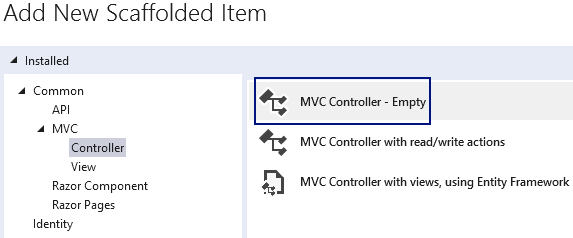 Add New Scaffolded Item
Installed
Common
API
MVC
Controller
View
Razor Component
Razor Pages
Identity
MVC Controller - Empty
MVC Controller with read/write actions
MVC Controller with views, using Entity Framework